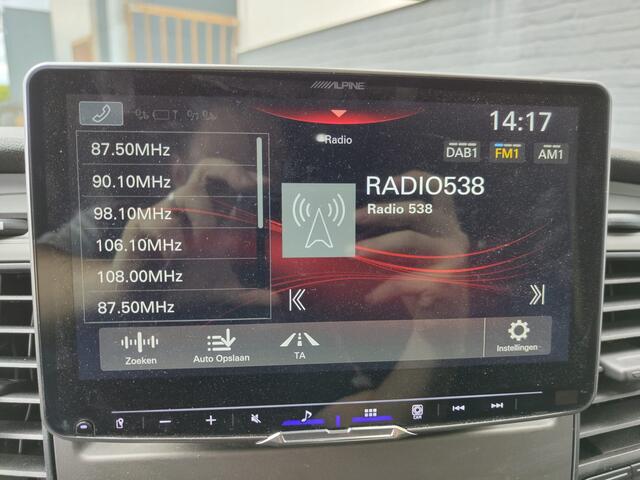 ALPINE
14:17
Radio
87.50MHz
90.10MHz
98.10MHz
106.10MHz
108.00MHz
87.50MHz
DAB1
FM1
AM1
RADIO538
Radio 538
Zoeken
Auto Opslaan
TA
Instellingen
CAM